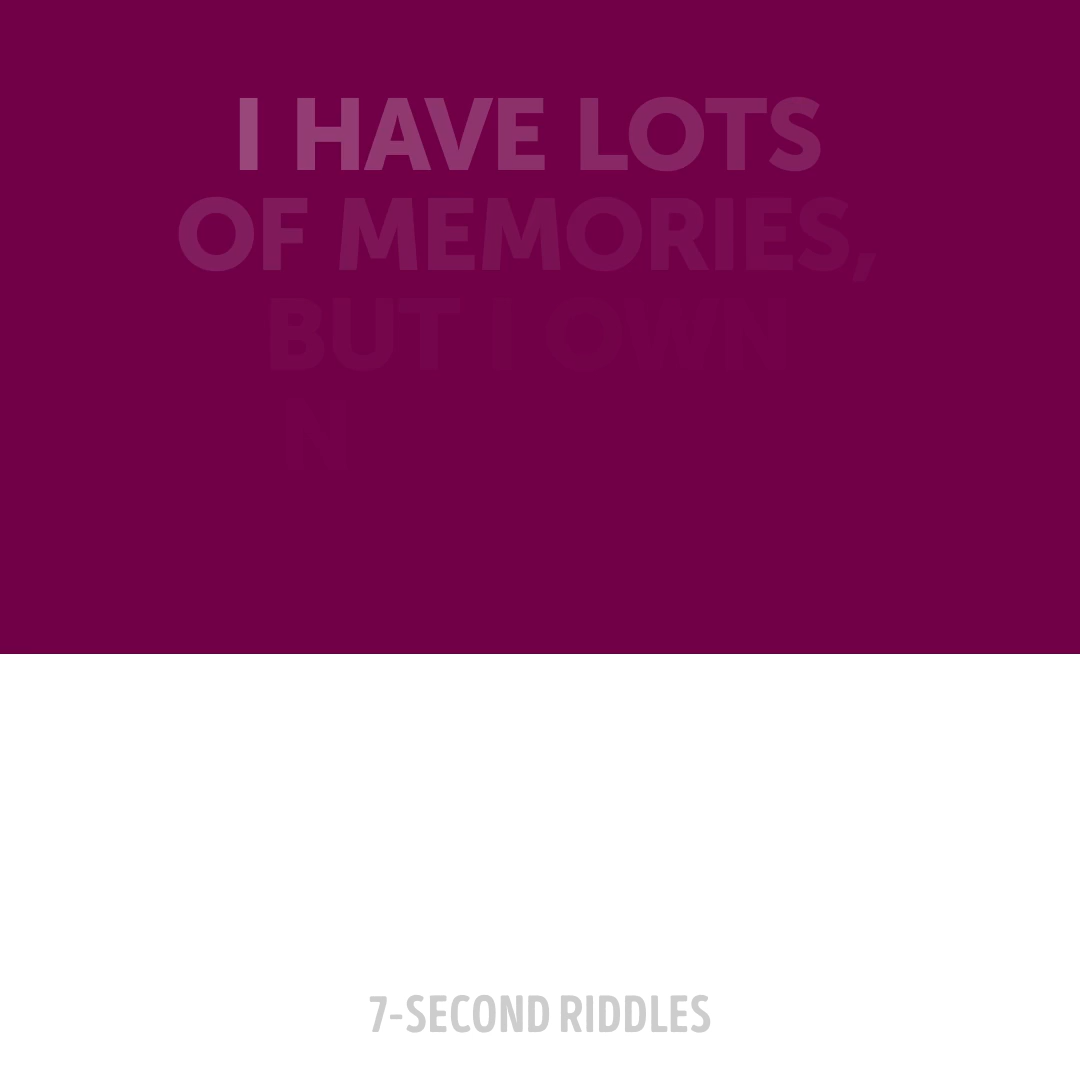 I HAVE LOTS
OF MEMORIES,
BUT I OWN
N
7-SECOND RIDDLES